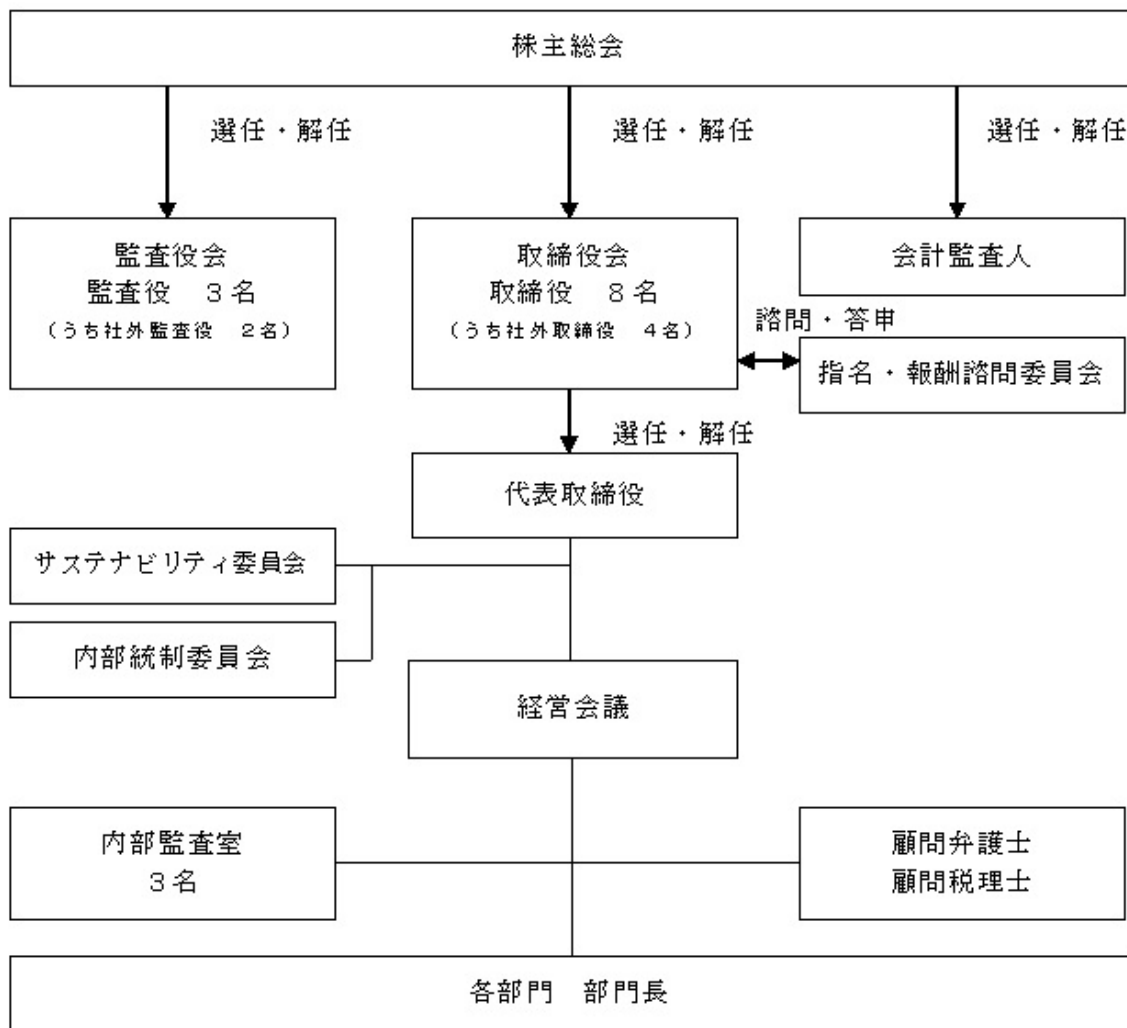 株主総会
選任・解任
選任・解任
選任・解任
監査役会
監査役　３名
（うち社外監査役　２名）
取締役会
取締役　８名
（うち社外取締役　４名）
会計監査人
諮問・答申
指名・報酬諮問委員会
選任・解任
代表取締役
サステナビリティ委員会
内部統制委員会
経営会議
内部監査室
３名
顧問弁護士
顧問税理士
各部門　部門長